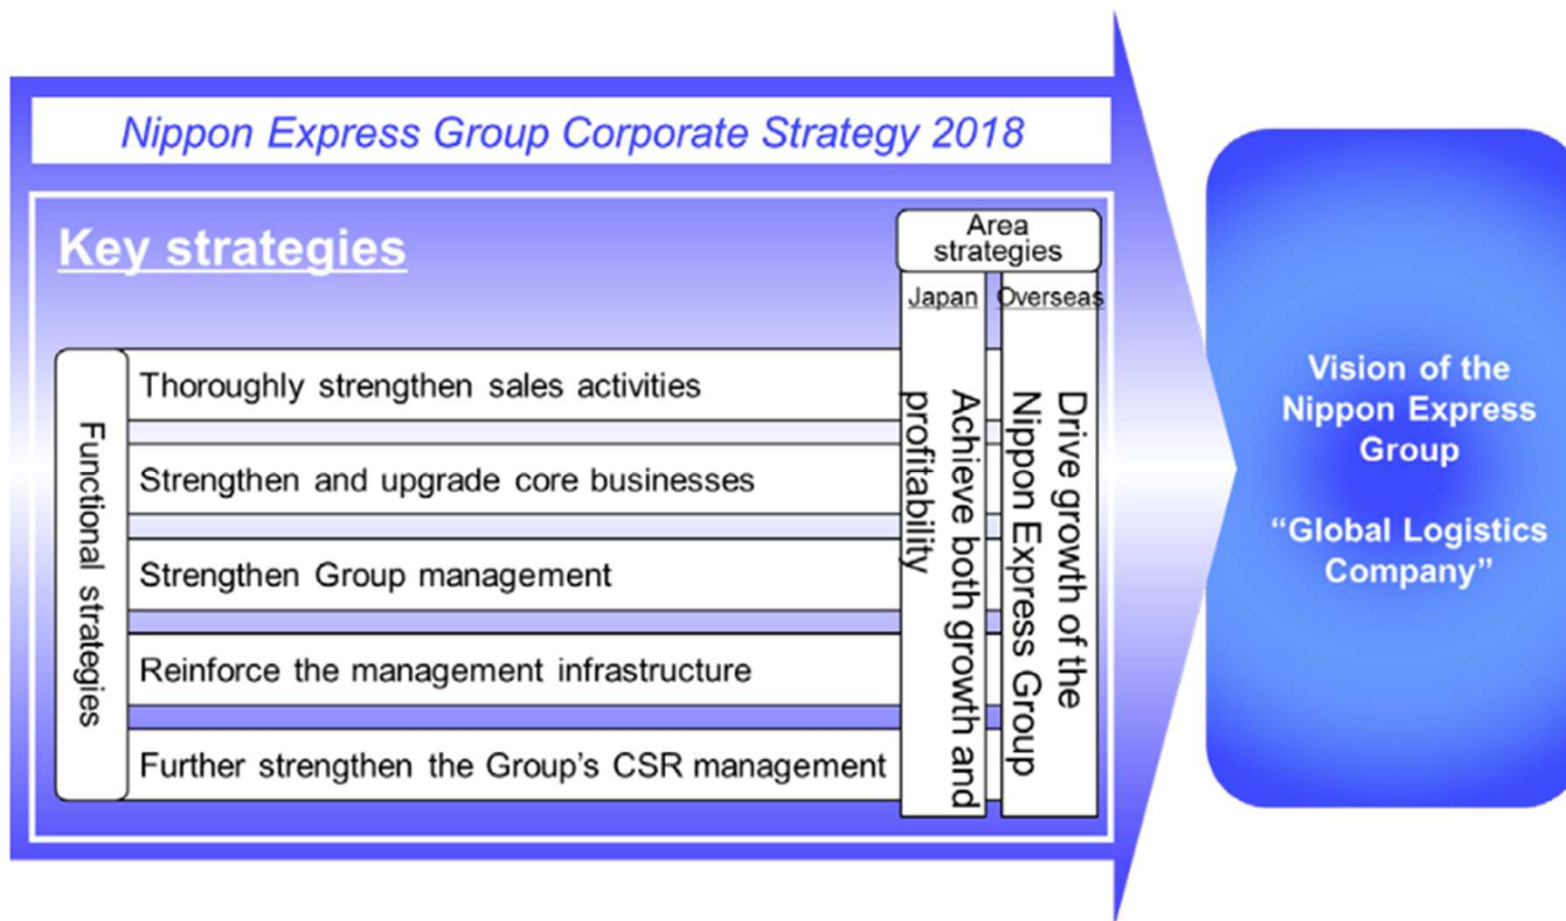 Nippon Express Group Corporate Strategy 2018
Key strategies
Area
strategies
Japan
Overseas
Functional strategies
Thoroughly strengthen sales activities
Strengthen and upgrade core businesses
Strengthen Group management
Reinforce the management infrastructure
Further strengthen the Group’s CSR management
Achieve both growth and
profitability
Drive growth of the
Nippon Express Group
Vision of the
Nippon Express
Group
“Global Logistics
Company”